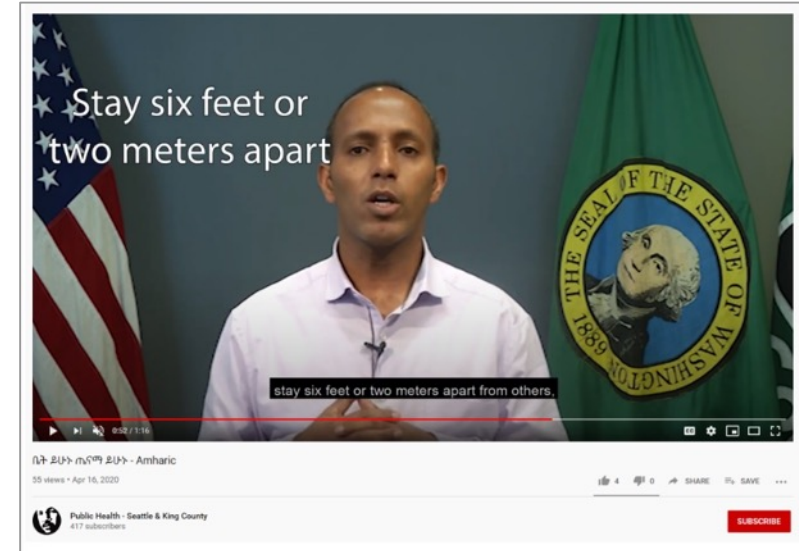 Stay six feet or
two meters apart
THE SEAL OF THE STATE OF WASHINGTON
1889
stay six feet or two meters apart from others,
0:52 / 1:16
ቤት ይሁኑ ጤናማ ይሁኑ - Amharic
55 views • Apr 16, 2020
4 0 SHARE SAVE
Public Health - Seattle & King County
417 subscribers
SUBSCRIBE